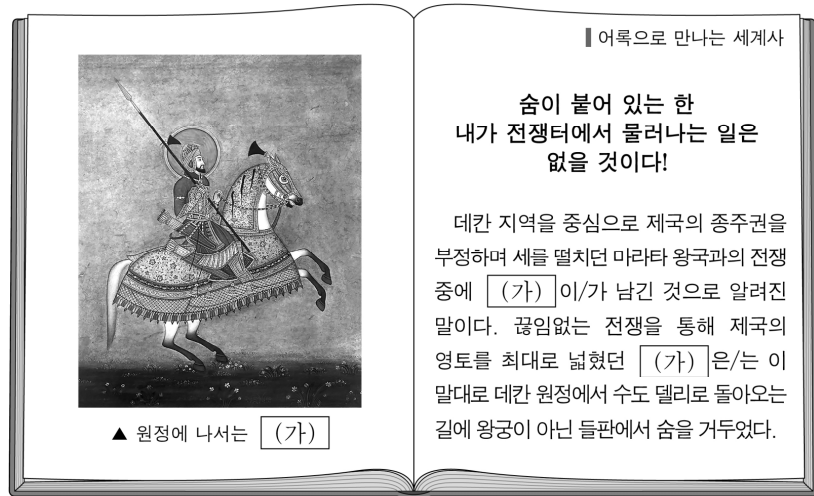 ▲ 원정에 나서는 (가)
어록으로 만나는 세계사
숨이 붙어 있는 한
내가 전쟁터에서 물러나는 일은
없을 것이다!
데칸 지역을 중심으로 제국의 종주권을
부정하며 세를 떨치던 마라타 왕국과의 전쟁
중에 (가) 이/가 남긴 것으로 알려진
말이다. 끊임없는 전쟁을 통해 제국의
영토를 최대로 넓혔던 (가) 은/는 이
말대로 데칸 원정에서 수도 델리로 돌아오는
길에 왕궁이 아닌 들판에서 숨을 거두었다.